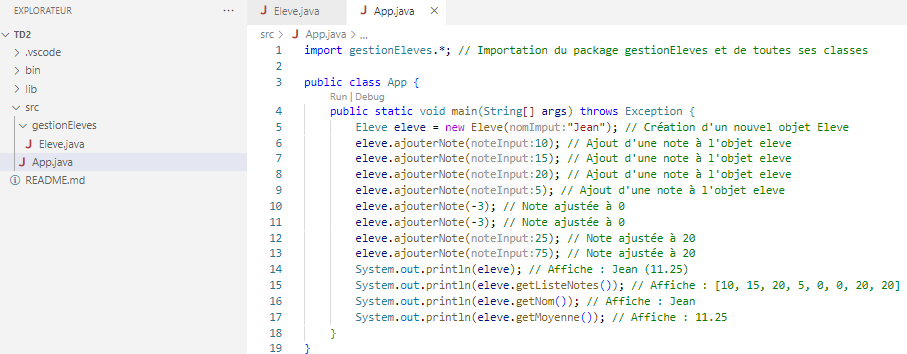 EXPLORATEUR ...
TD2
.vscode
bin
lib
src
gestionEleves
J Eleve.java
J App.java
README.md
J Eleve.java J App.java ×
src > J App.java > ...
1 import gestionEleves.*; // Importation du package gestionEleves et de toutes ses classes
2
3 public class App {
Run | Debug
4 public static void main(String[] args) throws Exception {
5 Eleve eleve = new Eleve(nomImput:"Jean"); // Création d'un nouvel objet Eleve
6 eleve.ajouterNote(noteInput:10); // Ajout d'une note à l'objet eleve
7 eleve.ajouterNote(noteInput:15); // Ajout d'une note à l'objet eleve
8 eleve.ajouterNote(noteInput:20); // Ajout d'une note à l'objet eleve
9 eleve.ajouterNote(noteInput:5); // Ajout d'une note à l'objet eleve
10 eleve.ajouterNote(-3); // Note ajustée à 0
11 eleve.ajouterNote(-3); // Note ajustée à 0
12 eleve.ajouterNote(noteInput:25); // Note ajustée à 20
13 eleve.ajouterNote(noteInput:75); // Note ajustée à 20
14 System.out.println(eleve); // Affiche : Jean (11.25)
15 System.out.println(eleve.getListeNotes()); // Affiche : [10, 15, 20, 5, 0, 0, 20, 20]
16 System.out.println(eleve.getNom()); // Affiche : Jean
17 System.out.println(eleve.getMoyenne()); // Affiche : 11.25
18 }
19 }